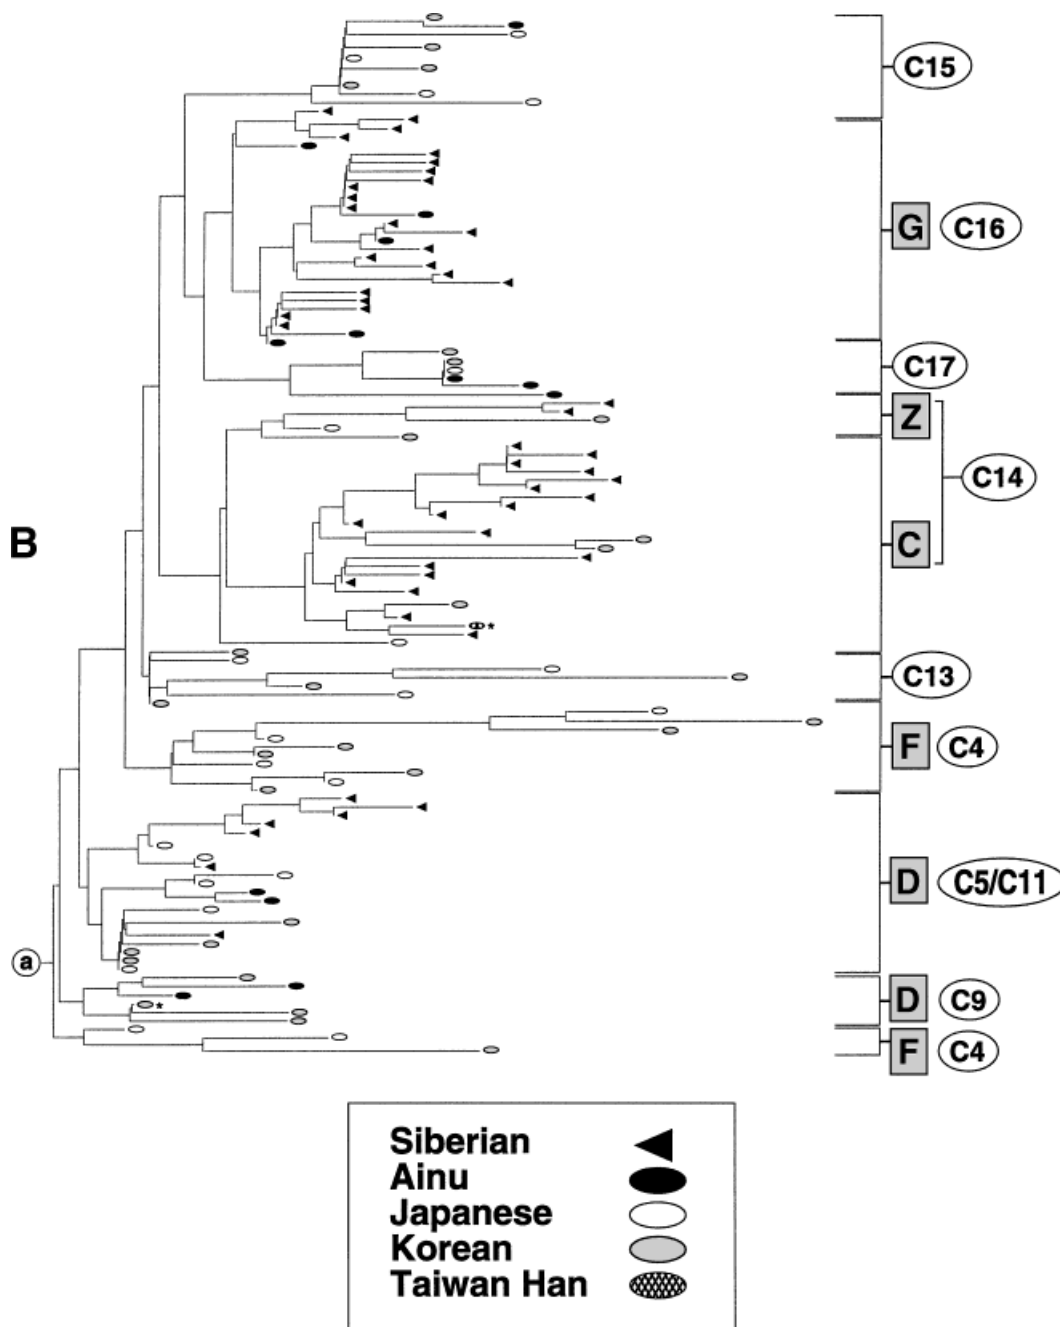 C15
G C16
C17
Z
C14
B
C
*
C13
F C4
D C5/C11
a
*
D C9
F C4
Siberian
Ainu
Japanese
Korean
Taiwan Han